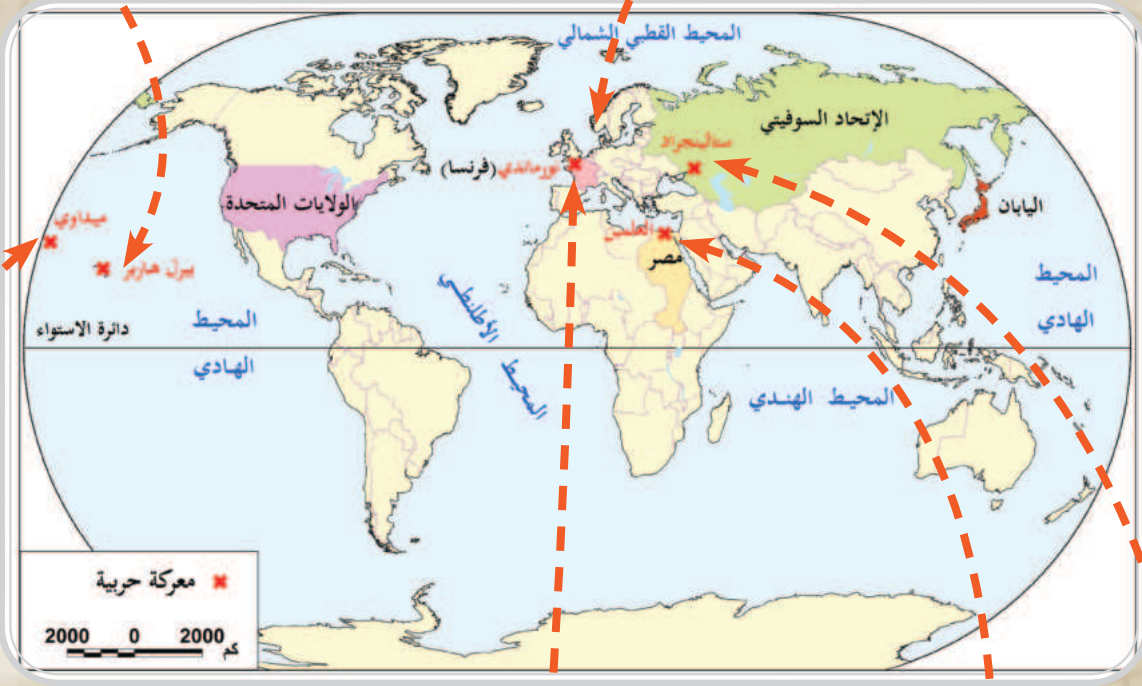 المحيط القطبي الشمالي
الإتحاد السوفيتي
ستالينجراد
نورماندي (فرنسا)
الولايات المتحدة
اليابان
ميداوي
العلمين
مصر
بيرل هاربر
المحيط
الهادي
دائرة الاستواء
المحيط
الهادي
المحيط الأطلنطي
المحيط الهندي
معركة حربية
2000 0 2000
كم